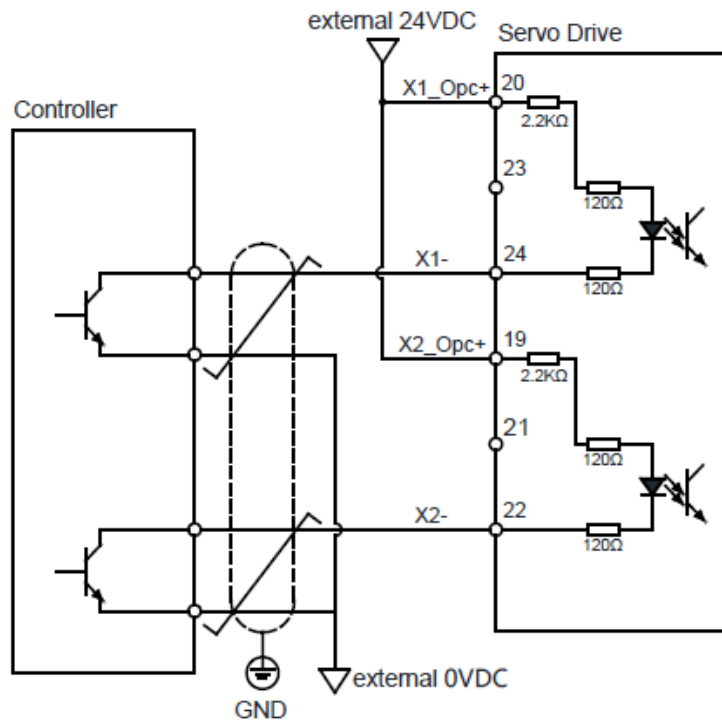 external 24VDC
Servo Drive
Controller
X1_Opc+
20
2.2KΩ
23
120Ω
X1-
24
120Ω
X2_Opc+
19
2.2KΩ
21
120Ω
X2-
22
120Ω
external 0VDC
GND